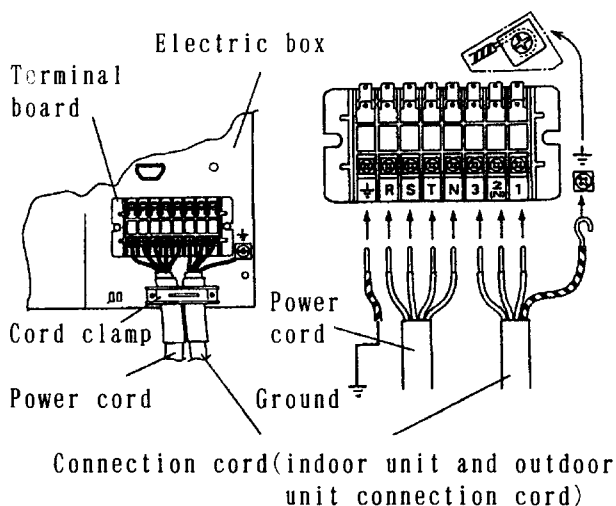 Electric box
Terminal
board
R S T N 3 2(N) 1
Cord clamp
Power
cord
Power cord
Ground
Connection cord(indoor unit and outdoor
unit connection cord)